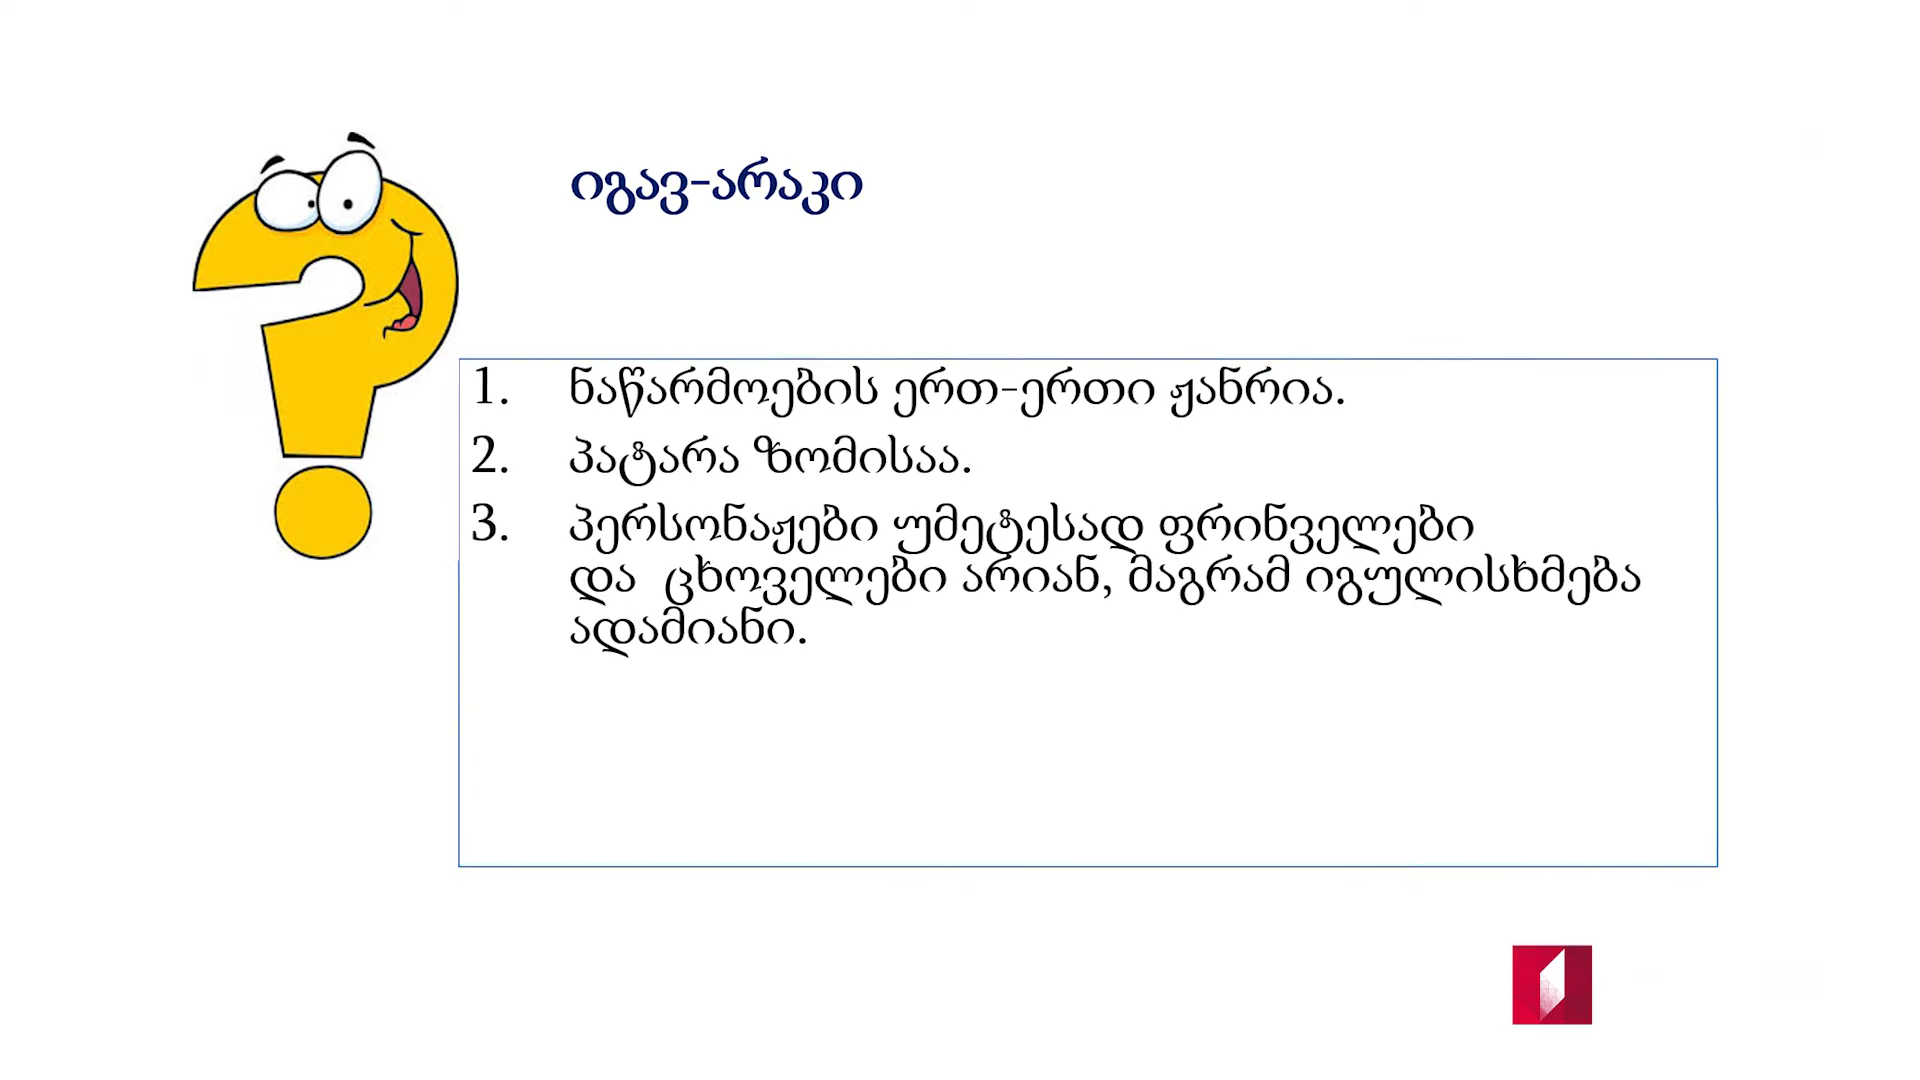 იგავ-არაკი
1. ნაწარმოების ერთ-ერთი ჟანრია.
2. პატარა ზომისაა.
3. პერსონაჟები უმეტესად ფრინველები
და ცხოველები არიან, მაგრამ იგულისხმება
ადამიანი.